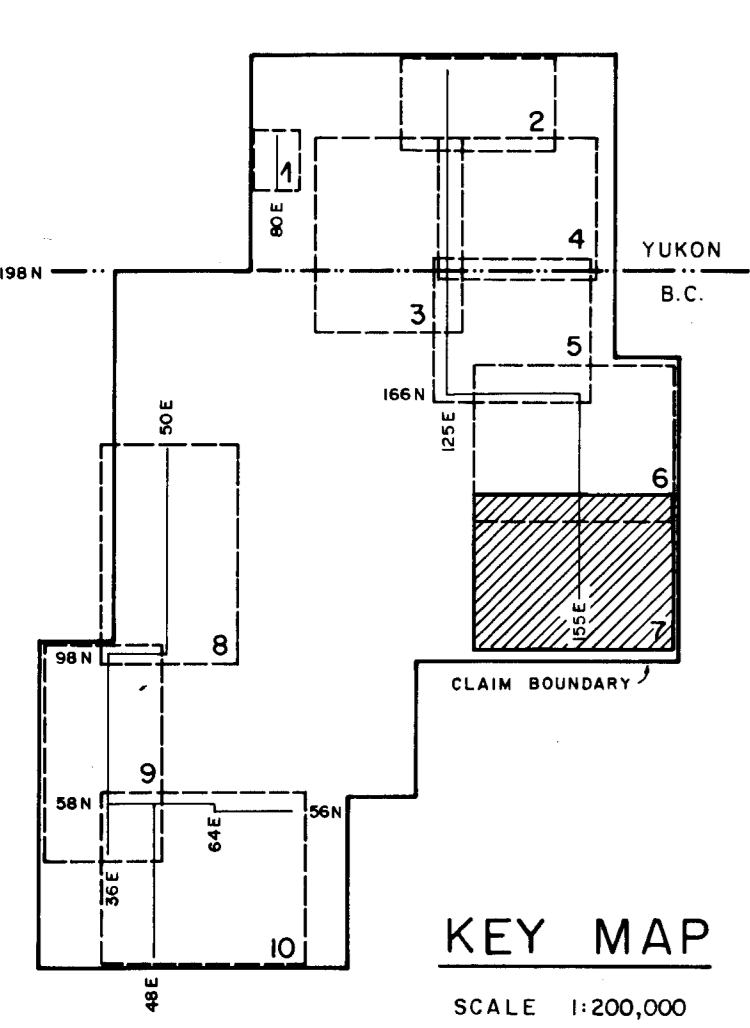 2
1
80E
4
YUKON
198N
B.C.
3
5
166N
125E
50E
6
155E
7
8
98N
CLAIM BOUNDARY
9
58N
56N
64E
36E
10
48E
KEY MAP
SCALE 1:200,000